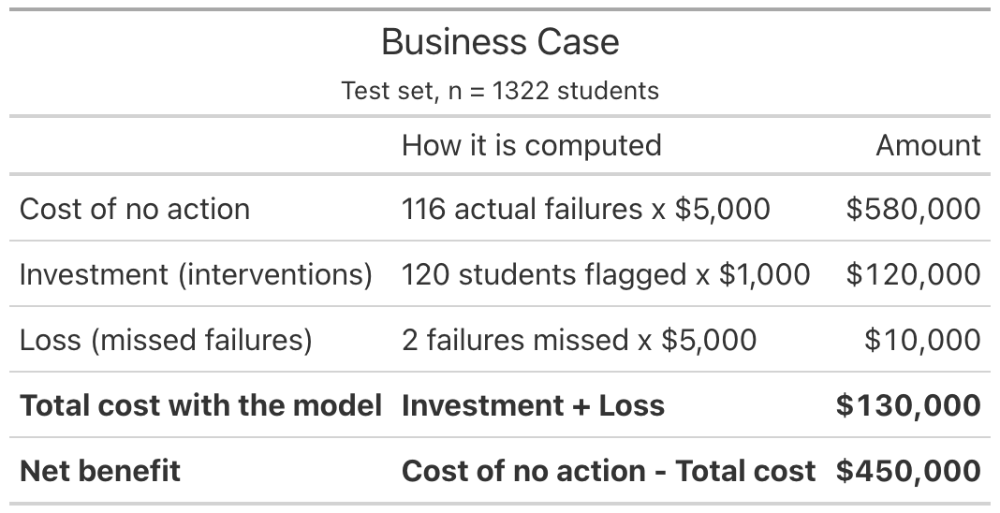 Business Case
Test set, n = 1322 students
How it is computed Amount
Cost of no action 116 actual failures x $5,000 $580,000
Investment (interventions) 120 students flagged x $1,000 $120,000
Loss (missed failures) 2 failures missed x $5,000 $10,000
Total cost with the model Investment + Loss $130,000
Net benefit Cost of no action - Total cost $450,000